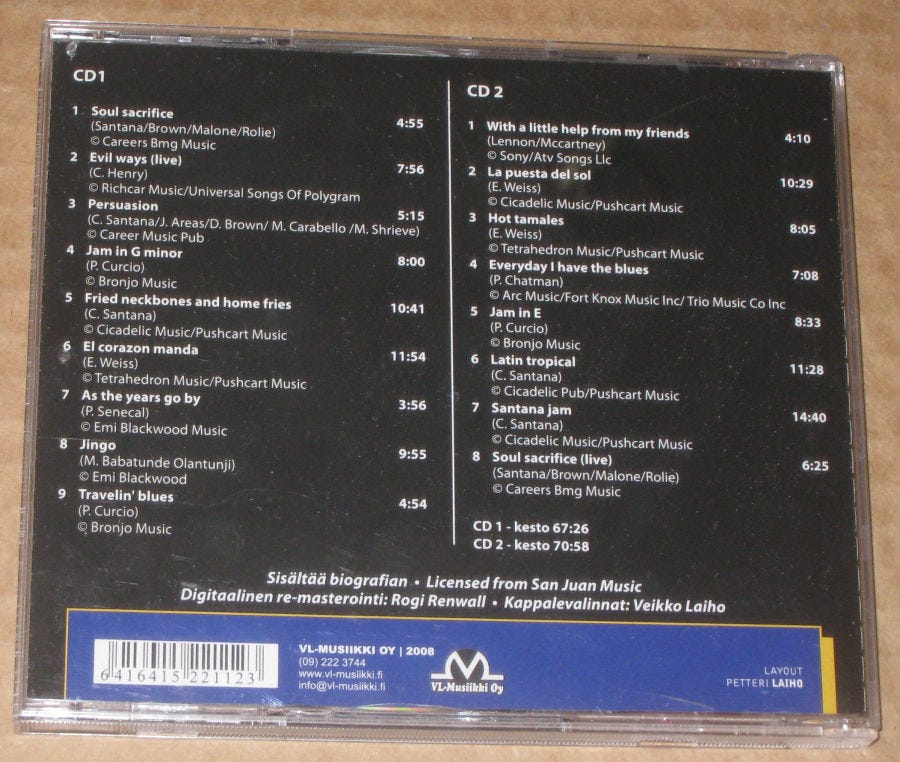 CD1
1 Soul sacrifice 4:55
(Santana/Brown/Malone/Rolie)
© Careers Bmg Music
2 Evil ways (live) 7:56
(C. Henry)
© Richcar Music/Universal Songs Of Polygram
3 Persuasion 5:15
(C. Santana/J. Areas/D. Brown/ M. Carabello /M. Shrieve)
© Career Music Pub
4 Jam in G minor 8:00
(P. Curcio)
© Bronjo Music
5 Fried neckbones and home fries 10:41
(C. Santana)
© Cicadelic Music/Pushcart Music
6 El corazon manda 11:54
(E. Weiss)
© Tetrahedron Music/Pushcart Music
7 As the years go by 3:56
(P. Senecal)
© Emi Blackwood Music
8 Jingo 9:55
(M. Babatunde Olantunji)
© Emi Blackwood
9 Travelin' blues 4:54
(P. Curcio)
© Bronjo Music
CD 2
1 With a little help from my friends 4:10
(Lennon/Mccartney)
© Sony/Atv Songs Llc
2 La puesta del sol 10:29
(E. Weiss)
© Cicadelic Music/Pushcart Music
3 Hot tamales 8:05
(E. Weiss)
© Tetrahedron Music/Pushcart Music
4 Everyday I have the blues 7:08
(P. Chatman)
© Arc Music/Fort Knox Music Inc/ Trio Music Co Inc
5 Jam in E 8:33
(P. Curcio)
© Bronjo Music
6 Latin tropical 11:28
(C. Santana)
© Cicadelic Pub/Pushcart Music
7 Santana jam 14:40
(C. Santana)
© Cicadelic Music/Pushcart Music
8 Soul sacrifice (live) 6:25
(Santana/Brown/Malone/Rolie)
© Careers Bmg Music
CD 1 - kesto 67:26
CD 2 - kesto 70:58
Sisältää biografian • Licensed from San Juan Music
Digitaalinen re-masterointi: Rogi Renwall • Kappalevalinnat: Veikko Laiho
6 416415 221123
VL-MUSIIKKI OY | 2008
(09) 222 3744
www.vl-musiikki.fi
info@vl-musiikki.fi
VL-Musiikki Oy
LAYOUT
PETTERI LAIHO